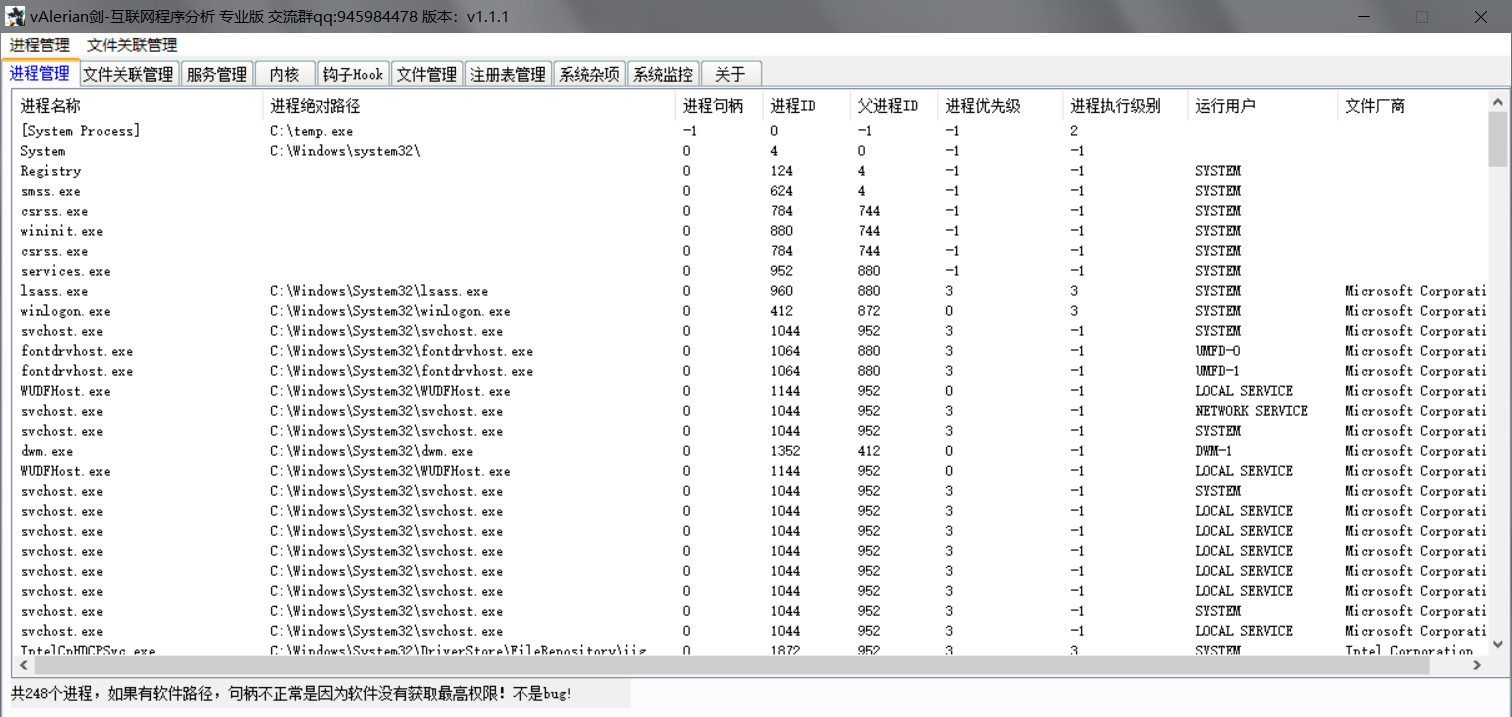 vAlerian剑-互联网程序分析 专业版 交流群qq:945984478 版本：v1.1.1
进程管理 文件关联管理
进程管理 文件关联管理 服务管理 内核 钩子Hook 文件管理 注册表管理 系统杂项 系统监控 关于
进程名称 进程绝对路径 进程句柄 进程ID 父进程ID 进程优先级 进程执行级别 运行用户 文件厂商
[System Process] C:\temp.exe -1 0 -1 -1 2
System C:\Windows\system32\ 0 4 0 -1 -1
Registry 0 124 4 -1 -1 SYSTEM
smss.exe 0 624 4 -1 -1 SYSTEM
csrss.exe 0 784 744 -1 -1 SYSTEM
wininit.exe 0 880 744 -1 -1 SYSTEM
csrss.exe 0 784 744 -1 -1 SYSTEM
services.exe 0 952 880 -1 -1 SYSTEM
lsass.exe C:\Windows\System32\lsass.exe 0 960 880 3 3 SYSTEM Microsoft Corporati
winlogon.exe C:\Windows\System32\winlogon.exe 0 412 872 0 3 SYSTEM Microsoft Corporati
svchost.exe C:\Windows\System32\svchost.exe 0 1044 952 3 -1 SYSTEM Microsoft Corporati
fontdrvhost.exe C:\Windows\System32\fontdrvhost.exe 0 1064 880 3 -1 UMFD-0 Microsoft Corporati
fontdrvhost.exe C:\Windows\System32\fontdrvhost.exe 0 1064 880 3 -1 UMFD-1 Microsoft Corporati
WUDFHost.exe C:\Windows\System32\WUDFHost.exe 0 1144 952 0 -1 LOCAL SERVICE Microsoft Corporati
svchost.exe C:\Windows\System32\svchost.exe 0 1044 952 3 -1 NETWORK SERVICE Microsoft Corporati
svchost.exe C:\Windows\System32\svchost.exe 0 1044 952 3 -1 SYSTEM Microsoft Corporati
dwm.exe C:\Windows\System32\dwm.exe 0 1352 412 0 -1 DWM-1 Microsoft Corporati
WUDFHost.exe C:\Windows\System32\WUDFHost.exe 0 1144 952 0 -1 LOCAL SERVICE Microsoft Corporati
svchost.exe C:\Windows\System32\svchost.exe 0 1044 952 3 -1 SYSTEM Microsoft Corporati
svchost.exe C:\Windows\System32\svchost.exe 0 1044 952 3 -1 LOCAL SERVICE Microsoft Corporati
svchost.exe C:\Windows\System32\svchost.exe 0 1044 952 3 -1 LOCAL SERVICE Microsoft Corporati
svchost.exe C:\Windows\System32\svchost.exe 0 1044 952 3 -1 LOCAL SERVICE Microsoft Corporati
svchost.exe C:\Windows\System32\svchost.exe 0 1044 952 3 -1 LOCAL SERVICE Microsoft Corporati
svchost.exe C:\Windows\System32\svchost.exe 0 1044 952 3 -1 LOCAL SERVICE Microsoft Corporati
svchost.exe C:\Windows\System32\svchost.exe 0 1044 952 3 -1 SYSTEM Microsoft Corporati
svchost.exe C:\Windows\System32\svchost.exe 0 1044 952 3 -1 LOCAL SERVICE Microsoft Corporati
IntelCpHDCPSvc.exe C:\Windows\System32\DriverStore\FileRepository\iig 0 1872 952 3 3 SYSTEM Intel Corporation
共248个进程，如果有软件路径，句柄不正常是因为软件没有获取最高权限！不是bug!